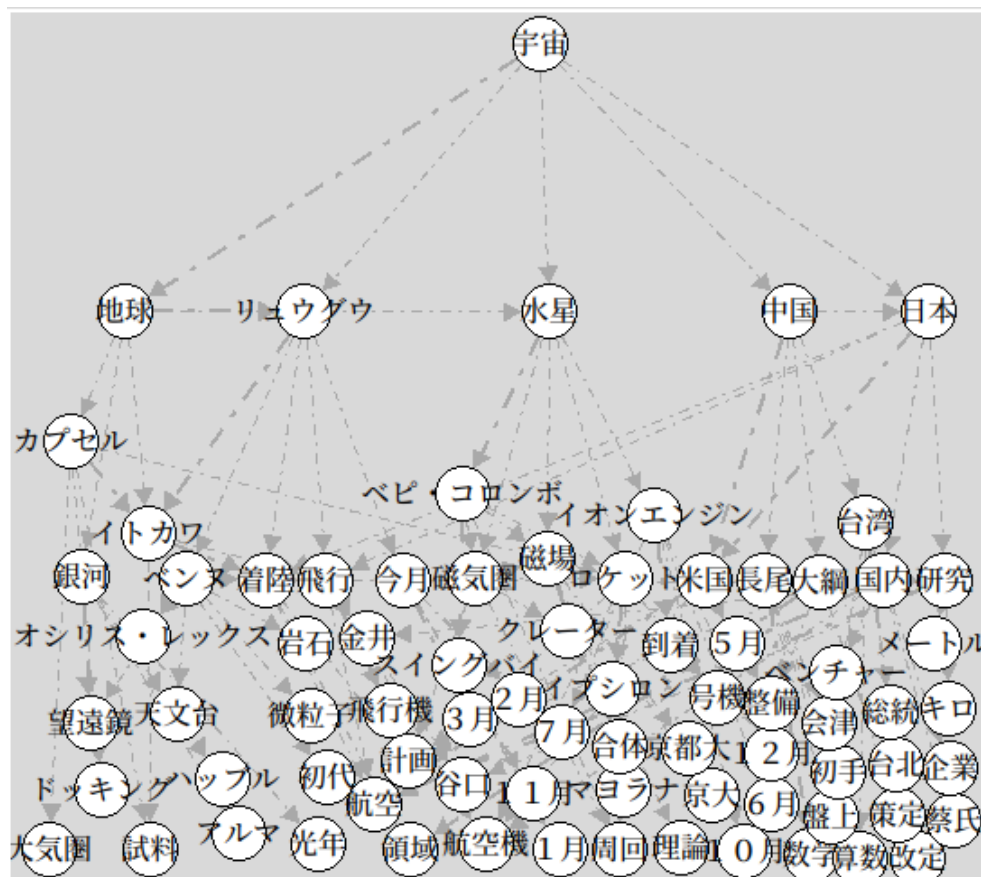 宇宙
地球
リュウグウ
水星
中国
日本
カプセル
ベピ・コロンボ
イオンエンジン
台湾
イトカワ
銀河
ベンヌ
着陸
飛行
今月
磁気圏
磁場
ロケット
米国
長尾
大綱
国内
研究
オシリス・レックス
岩石
金井
スイングバイ
クレーター
到着
5月
ベンチャー
メートル
望遠鏡
天文台
微粒子
飛行機
3月
2月
7月
イプシロン
号機
整備
会津
総統
キロ
計画
合体
京都大
12月
初手
台北
企業
ドッキング
ハッブル
初代
航空
谷口
11月
マヨラナ
京大
6月
盤上
策定
蔡氏
大気圏
試料
アルマ
光年
領域
航空機
1月
周回
理論
10月
数学
算数
改定